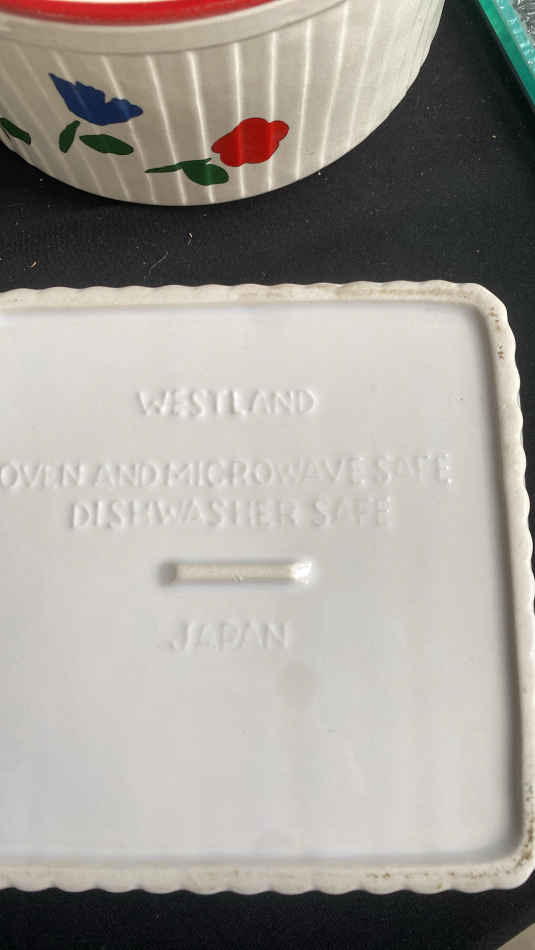 WESTLAND
OVEN AND MICROWAVE SAFE
DISHWASHER SAFE
JAPAN